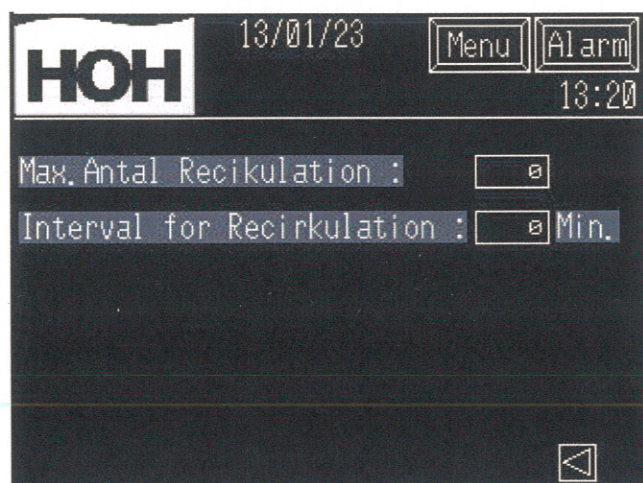 HOH
13/01/23
Menu
Alarm
13:20
Max. Antal Recikulation : 0
Interval for Recirkulation : 0 Min.